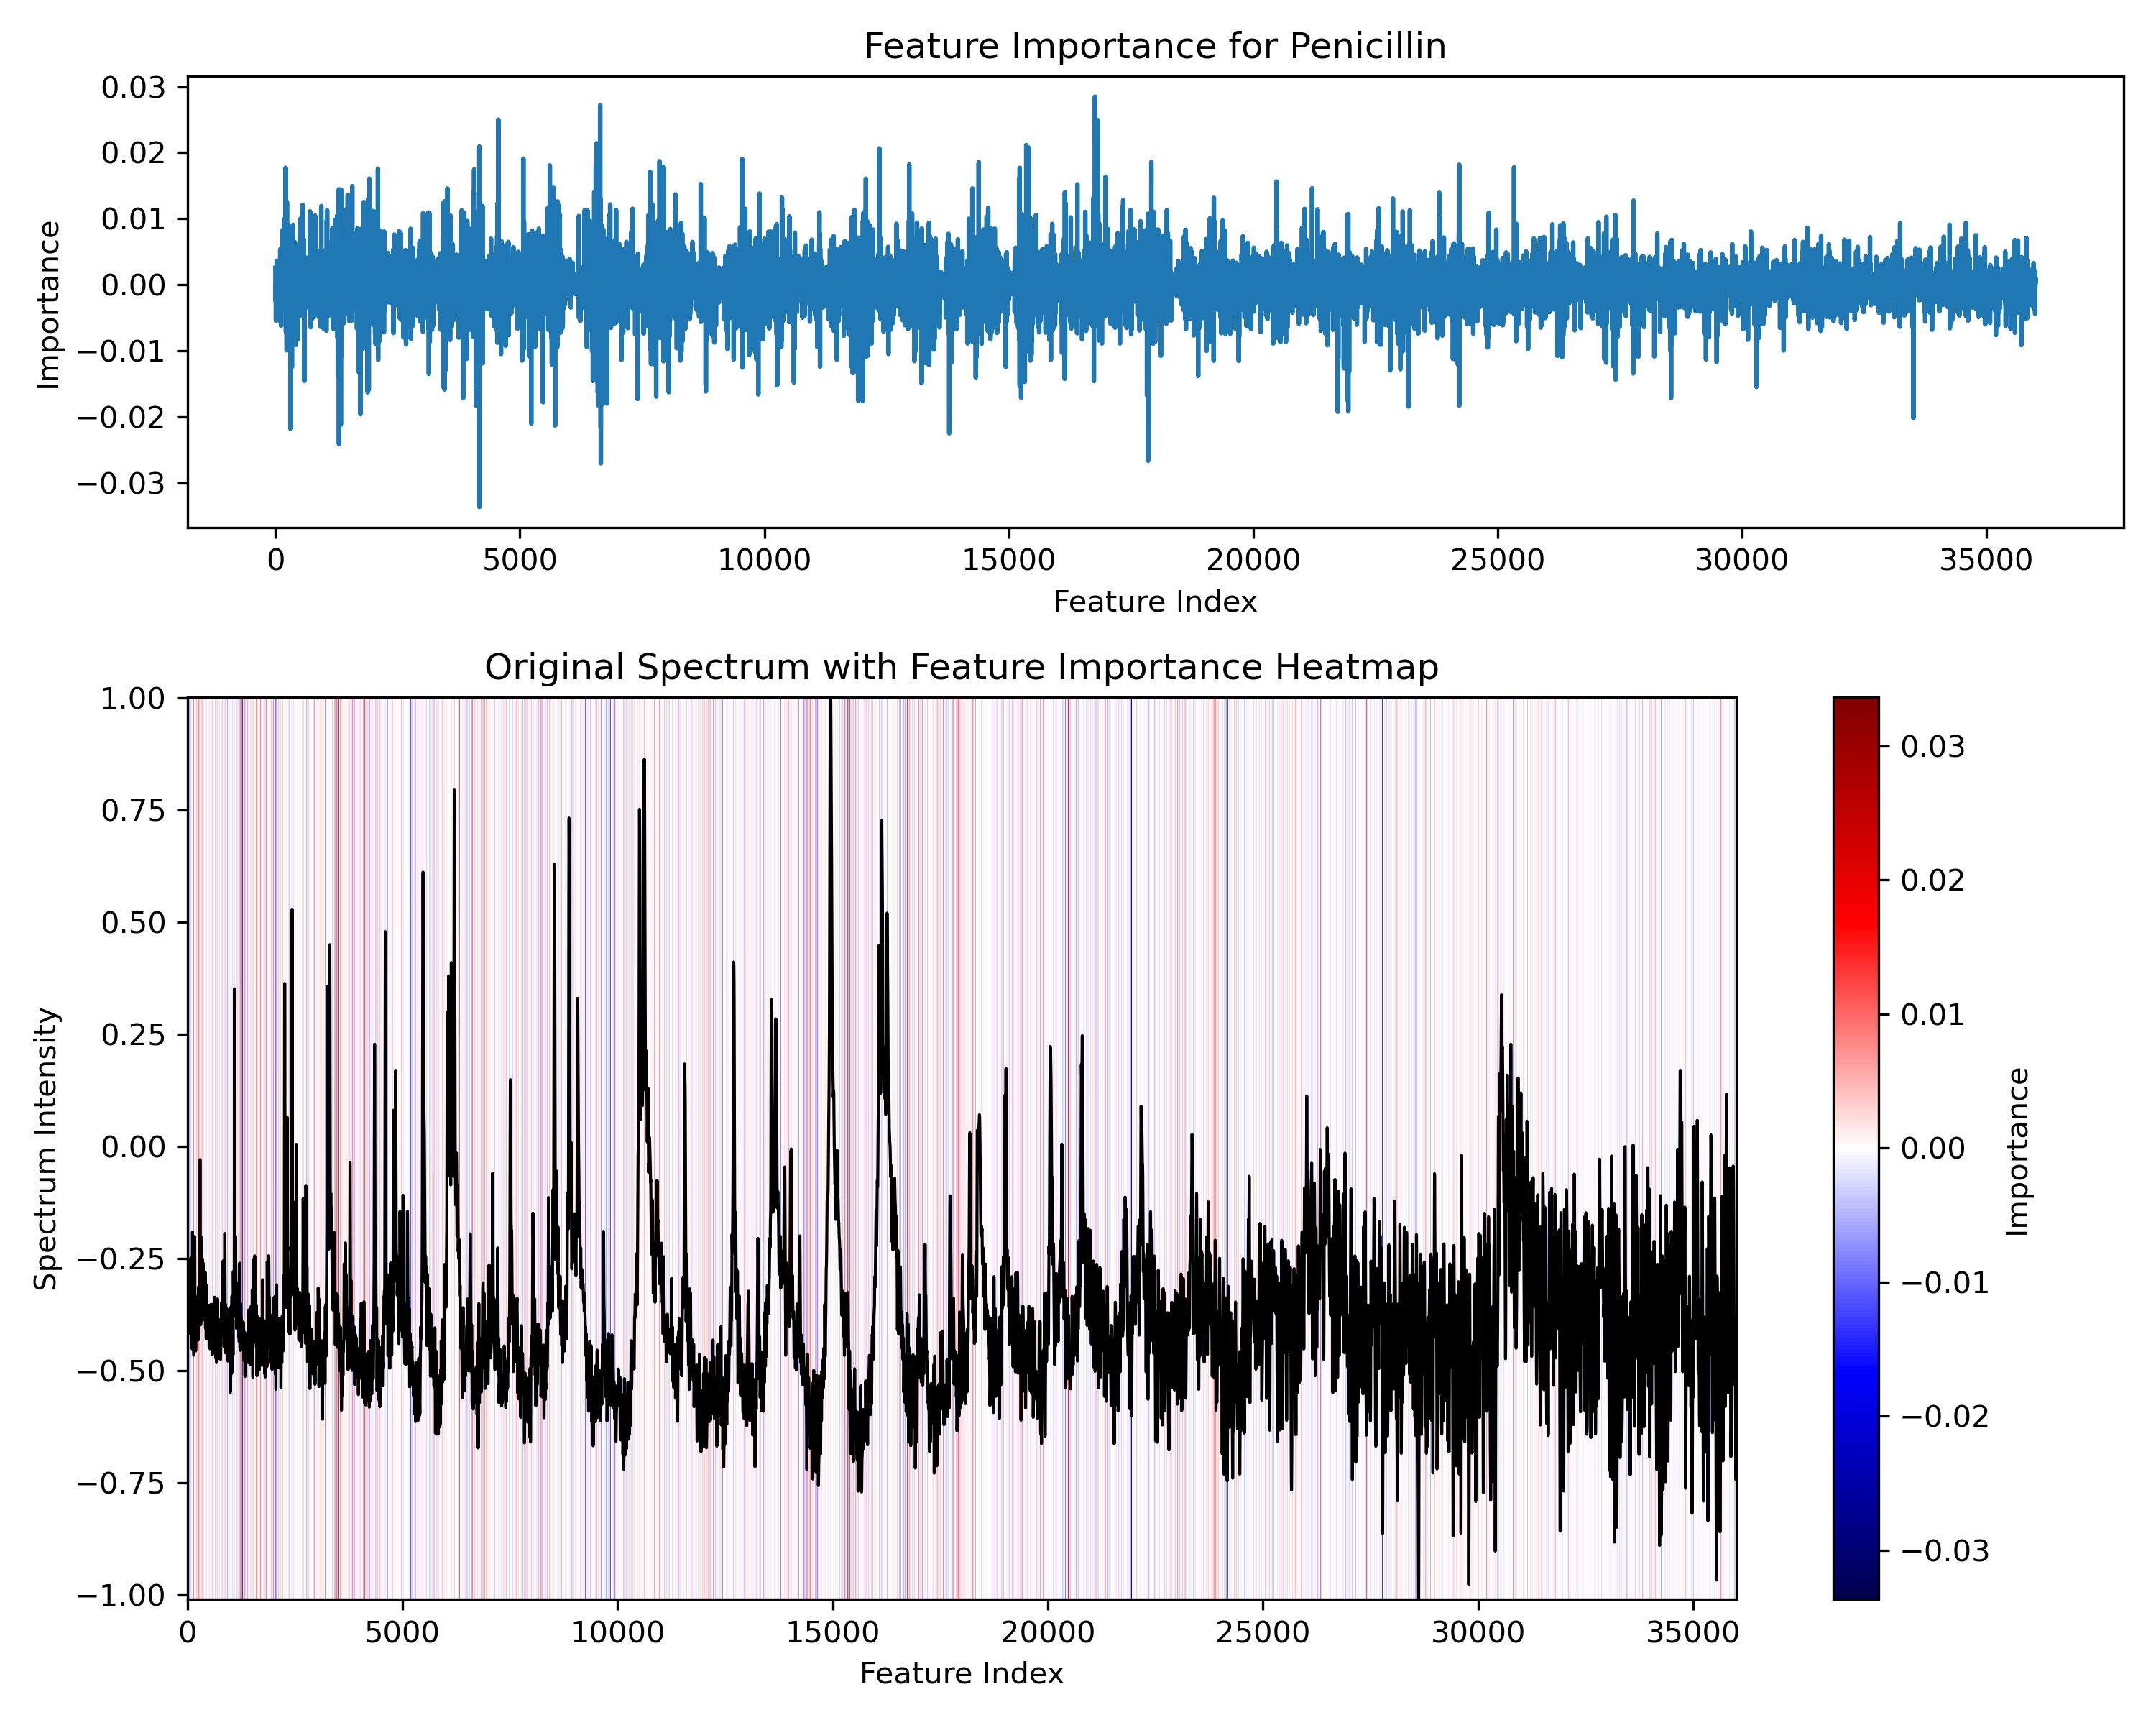 Feature Importance for Penicillin
0.03
0.02
0.01
0.00
−0.01
−0.02
−0.03
Importance
0 5000 10000 15000 20000 25000 30000 35000
Feature Index
Original Spectrum with Feature Importance Heatmap
1.00
0.75
0.50
0.25
0.00
−0.25
−0.50
−0.75
−1.00
Spectrum Intensity
0 5000 10000 15000 20000 25000 30000 35000
Feature Index
0.03
0.02
0.01
0.00
−0.01
−0.02
−0.03
Importance